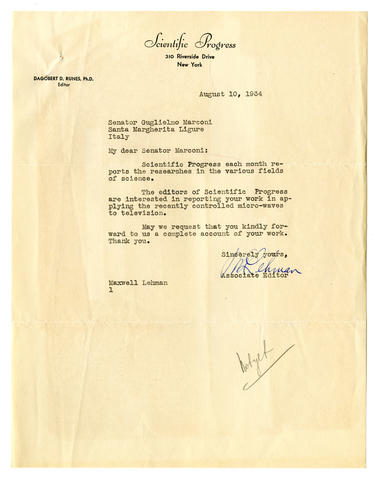 Scientific Progress
310 Riverside Drive
New York
DAGOBERT D. RUNES, Ph.D.
Editor
August 10, 1934
Senator Guglielmo Marconi
Santa Margherita Ligure
Italy
My dear Senator Marconi:
Scientific Progress each month re-
ports the researches in the various fields
of science.
The editors of Scientific Progress
are interested in reporting your work in ap-
plying the recently controlled micro-waves
to television.
May we request that you kindly for-
ward to us a complete account of your work.
Thank you.
Sincerely yours,
M Lehman
Associate Editor
Maxwell Lehman
l